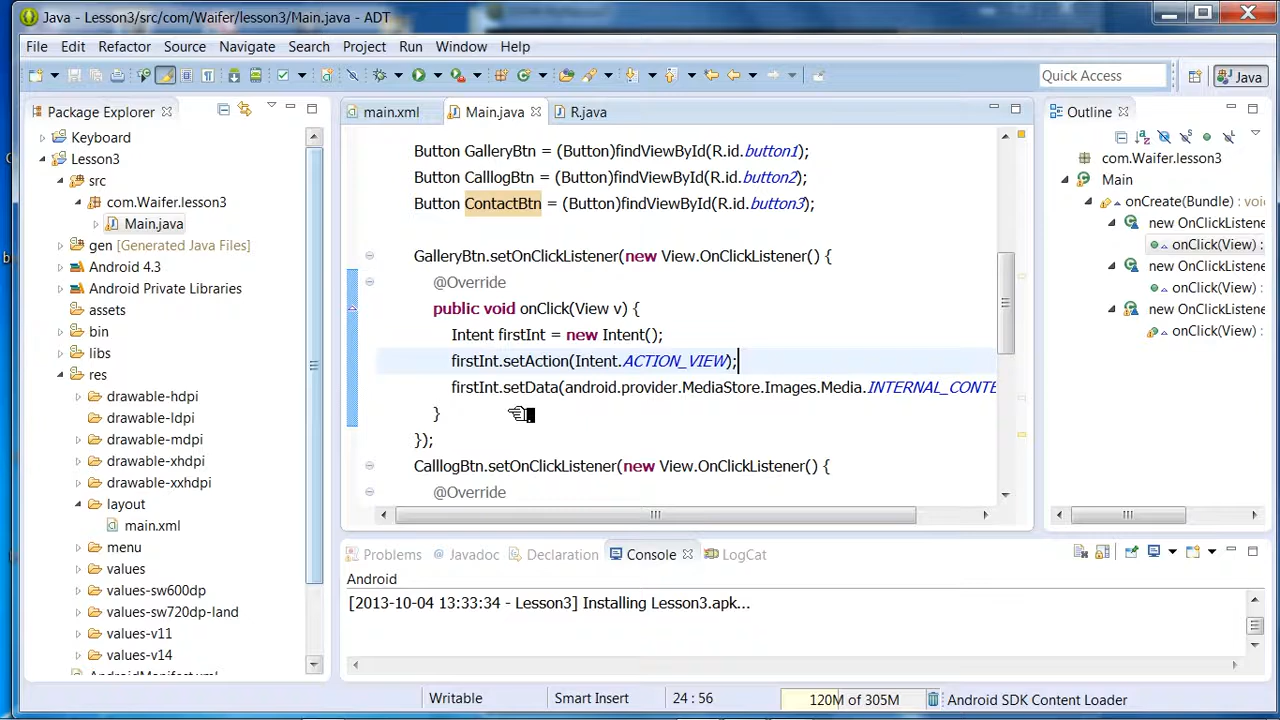 Java - Lesson3/src/com/Waifer/lesson3/Main.java - ADT
File Edit Refactor Source Navigate Search Project Run Window Help
Quick Access
Java
Package Explorer
Keyboard
Lesson3
src
com.Waifer.lesson3
Main.java
gen [Generated Java Files]
Android 4.3
Android Private Libraries
assets
bin
libs
res
drawable-hdpi
drawable-ldpi
drawable-mdpi
drawable-xhdpi
drawable-xxhdpi
layout
main.xml
menu
values
values-sw600dp
values-sw720dp-land
values-v11
values-v14
AndroidManifest.xml
main.xml Main.java R.java
Button GalleryBtn = (Button)findViewById(R.id.button1);
Button CalllogBtn = (Button)findViewById(R.id.button2);
Button ContactBtn = (Button)findViewById(R.id.button3);
GalleryBtn.setOnClickListener(new View.OnClickListener() {
@Override
public void onClick(View v) {
Intent firstInt = new Intent();
firstInt.setAction(Intent.ACTION_VIEW);
firstInt.setData(android.provider.MediaStore.Images.Media.INTERNAL_CONTE
}
});
CalllogBtn.setOnClickListener(new View.OnClickListener() {
@Override
Outline
com.Waifer.lesson3
Main
onCreate(Bundle) : voi
new OnClickListene
onClick(View) :
new OnClickListene
onClick(View) :
new OnClickListene
onClick(View) :
Problems @ Javadoc Declaration Console LogCat
Android
[2013-10-04 13:33:34 - Lesson3] Installing Lesson3.apk...
Writable Smart Insert 24 : 56 120M of 305M Android SDK Content Loader